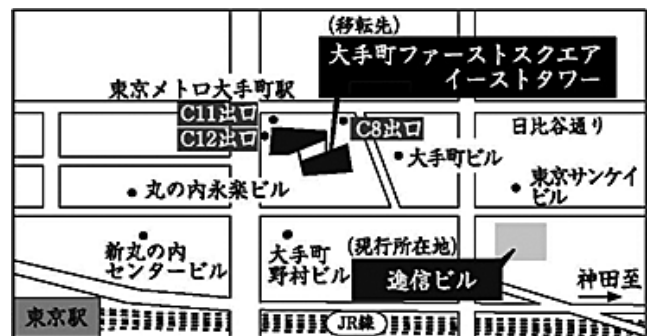 (移転先)
大手町ファーストスクエア
イーストタワー
東京メトロ大手町駅
C11出口
C12出口
C8出口
日比谷通り
大手町ビル
丸の内永楽ビル
東京サンケイ
ビル
新丸の内
センタービル
大手町
野村ビル
(現行所在地)
逓信ビル
神田至
東京駅
JR線